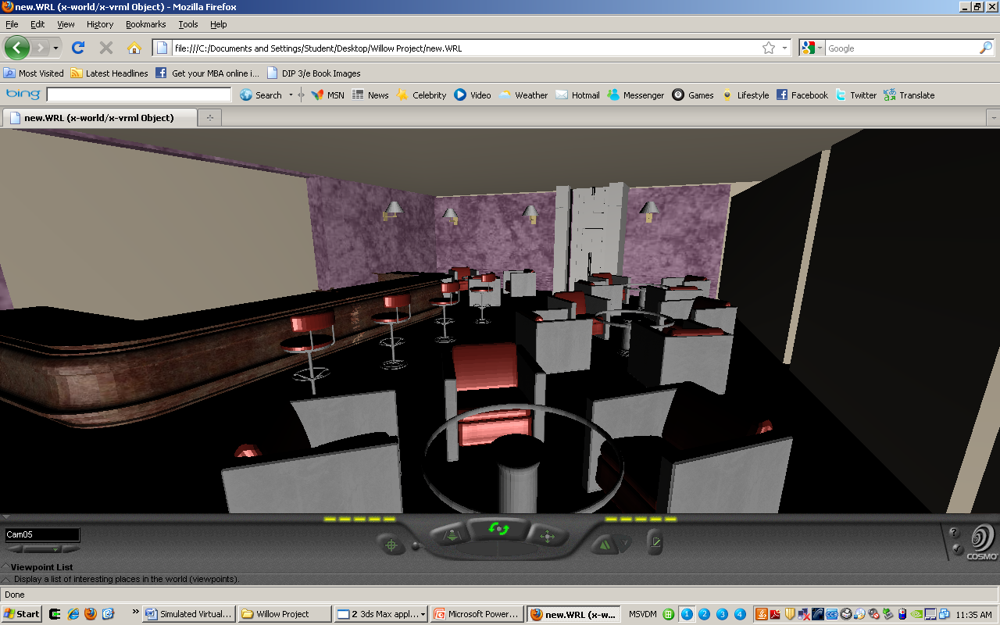 new.WRL (x-world/x-vrml Object) - Mozilla Firefox
File Edit View History Bookmarks Tools Help
file:///C:/Documents and Settings/Student/Desktop/Willow Project/new.WRL
Google
Most Visited Latest Headlines Get your MBA online i... DIP 3/e Book Images
bing Search MSN News Celebrity Video Weather Hotmail Messenger Games Lifestyle Facebook Twitter Translate
new.WRL (x-world/x-vrml Object)
Cam05
?
COSMO
Viewpoint List
Display a list of interesting places in the world (viewpoints).
Done
Start » Simulated Virtual... Willow Project 2 3ds Max appl... Microsoft Power... new.WRL (x-w... MSVDM 1 2 3 4 11:35 AM